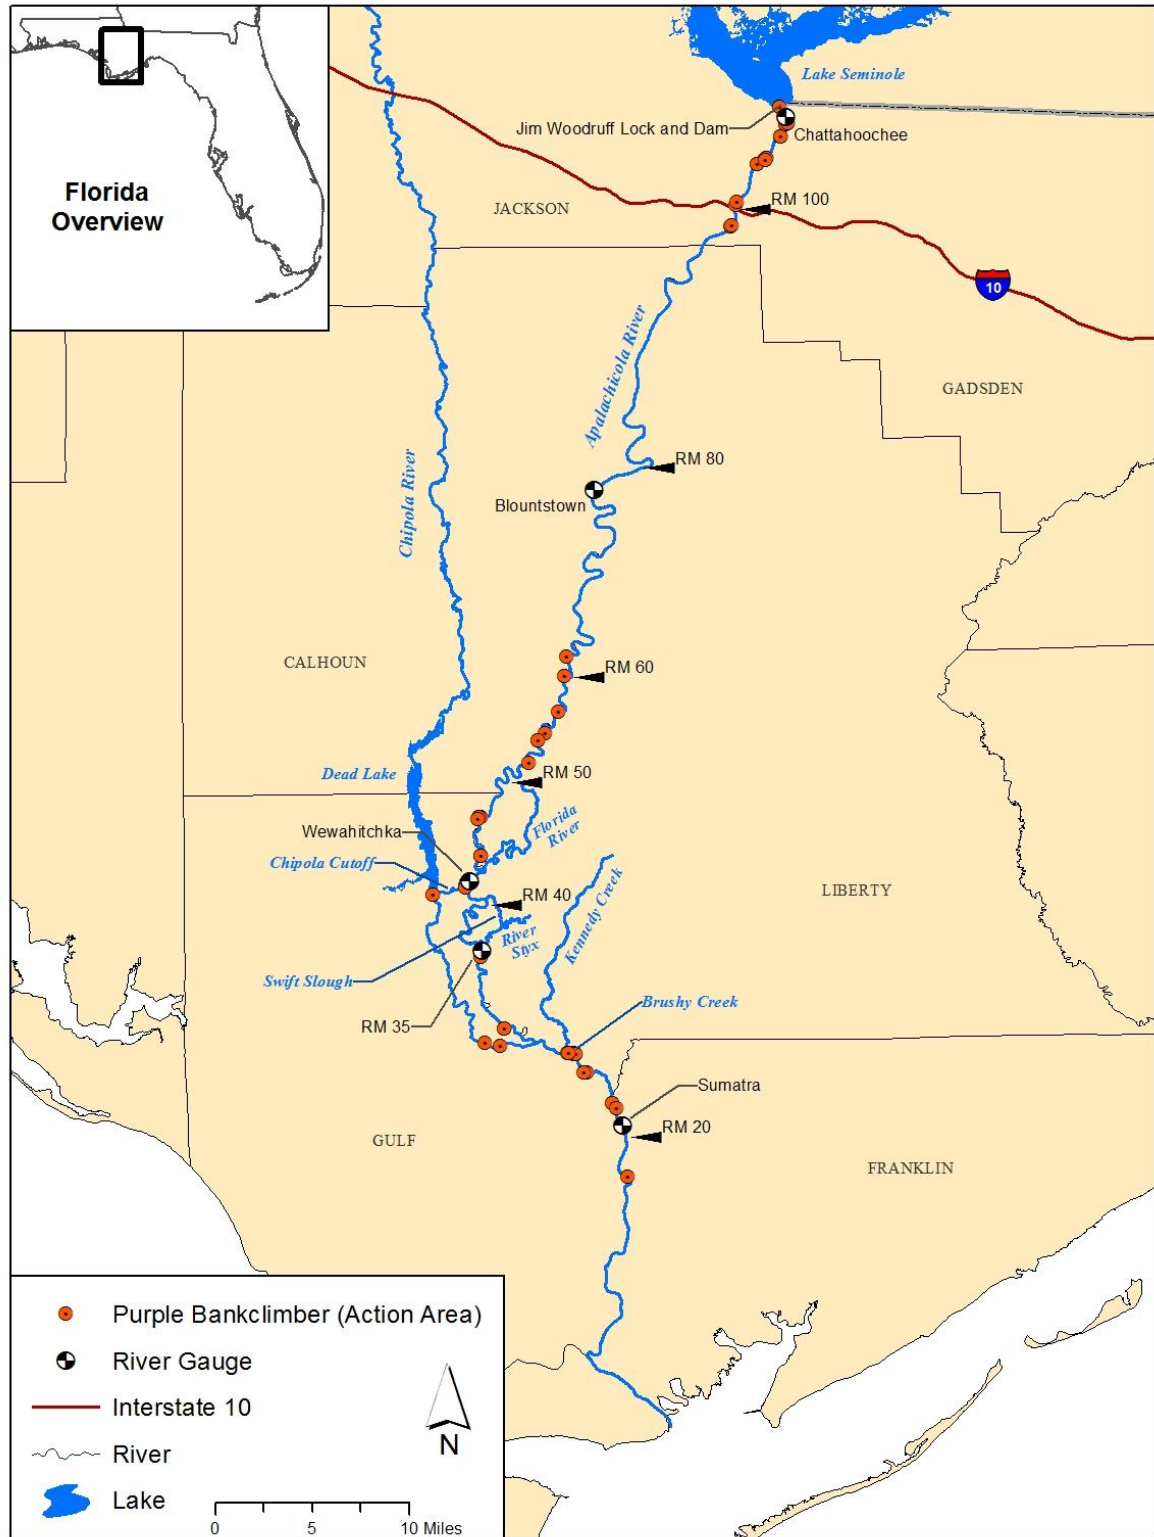 Florida
Overview
Lake Seminole
Jim Woodruff Lock and Dam
Chattahoochee
RM 100
JACKSON
10
Apalachicola River
GADSDEN
RM 80
Chipola River
Blountstown
CALHOUN
RM 60
Dead Lake
RM 50
Wewahitchka
Florida
River
Chipola Cutoff
RM 40
LIBERTY
Kennedy Creek
River
Styx
Swift Slough
Brushy Creek
RM 35
Sumatra
RM 20
GULF
FRANKLIN
Purple Bankclimber (Action Area)
River Gauge
Interstate 10
River
Lake
N
0 5 10 Miles